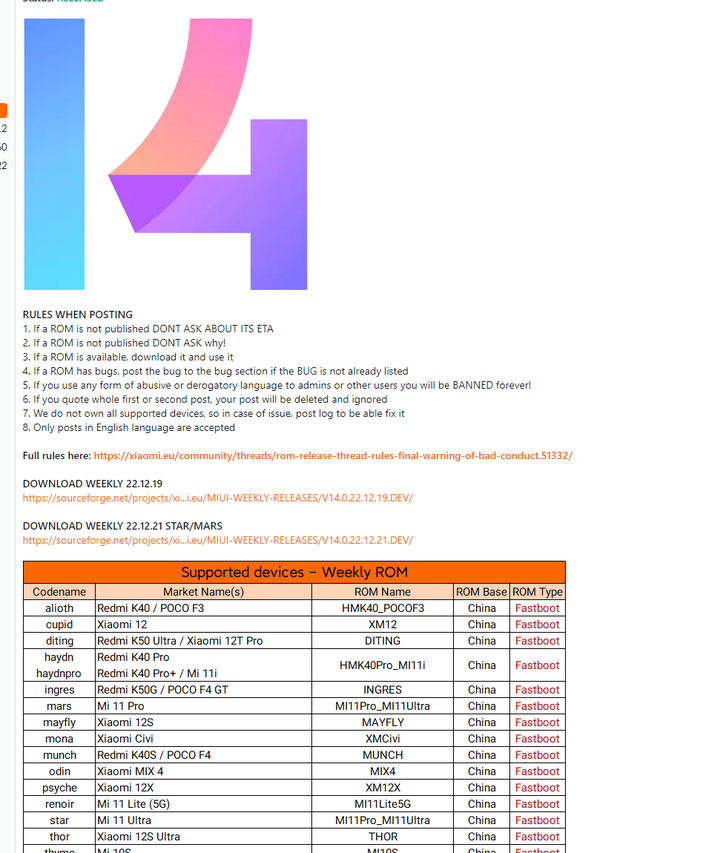 Status: RELEASED
14
RULES WHEN POSTING
1. If a ROM is not published DONT ASK ABOUT ITS ETA
2. If a ROM is not published DONT ASK why!
3. If a ROM is available, download it and use it
4. If a ROM has bugs, post the bug to the bug section if the BUG is not already listed
5. If you use any form of abusive or derogatory language to admins or other users you will be BANNED forever!
6. If you quote whole first or second post, your post will be deleted and ignored
7. We do not own all supported devices, so in case of issue, post log to be able fix it
8. Only posts in English language are accepted
Full rules here: https://xiaomi.eu/community/threads/rom-release-thread-rules-final-warning-of-bad-conduct.51332/
DOWNLOAD WEEKLY 22.12.19
https://sourceforge.net/projects/xi...i.eu/MIUI-WEEKLY-RELEASES/V14.0.22.12.19.DEV/
DOWNLOAD WEEKLY 22.12.21 STAR/MARS
https://sourceforge.net/projects/xi...i.eu/MIUI-WEEKLY-RELEASES/V14.0.22.12.21.DEV/
Supported devices – Weekly ROM
Codename Market Name(s) ROM Name ROM Base ROM Type
alioth Redmi K40 / POCO F3 HMK40_POCOF3 China Fastboot
cupid Xiaomi 12 XM12 China Fastboot
diting Redmi K50 Ultra / Xiaomi 12T Pro DITING China Fastboot
haydn Redmi K40 Pro
haydnpro Redmi K40 Pro+ / Mi 11i HMK40Pro_MI11i China Fastboot
ingres Redmi K50G / POCO F4 GT INGRES China Fastboot
mars Mi 11 Pro MI11Pro_MI11Ultra China Fastboot
mayfly Xiaomi 12S MAYFLY China Fastboot
mona Xiaomi Civi XMCivi China Fastboot
munch Redmi K40S / POCO F4 MUNCH China Fastboot
odin Xiaomi MIX 4 MIX4 China Fastboot
psyche Xiaomi 12X XM12X China Fastboot
renoir Mi 11 Lite (5G) MI11Lite5G China Fastboot
star Mi 11 Ultra MI11Pro_MI11Ultra China Fastboot
thor Xiaomi 12S Ultra THOR China Fastboot
thyme Mi 10S MI10S China Fastboot